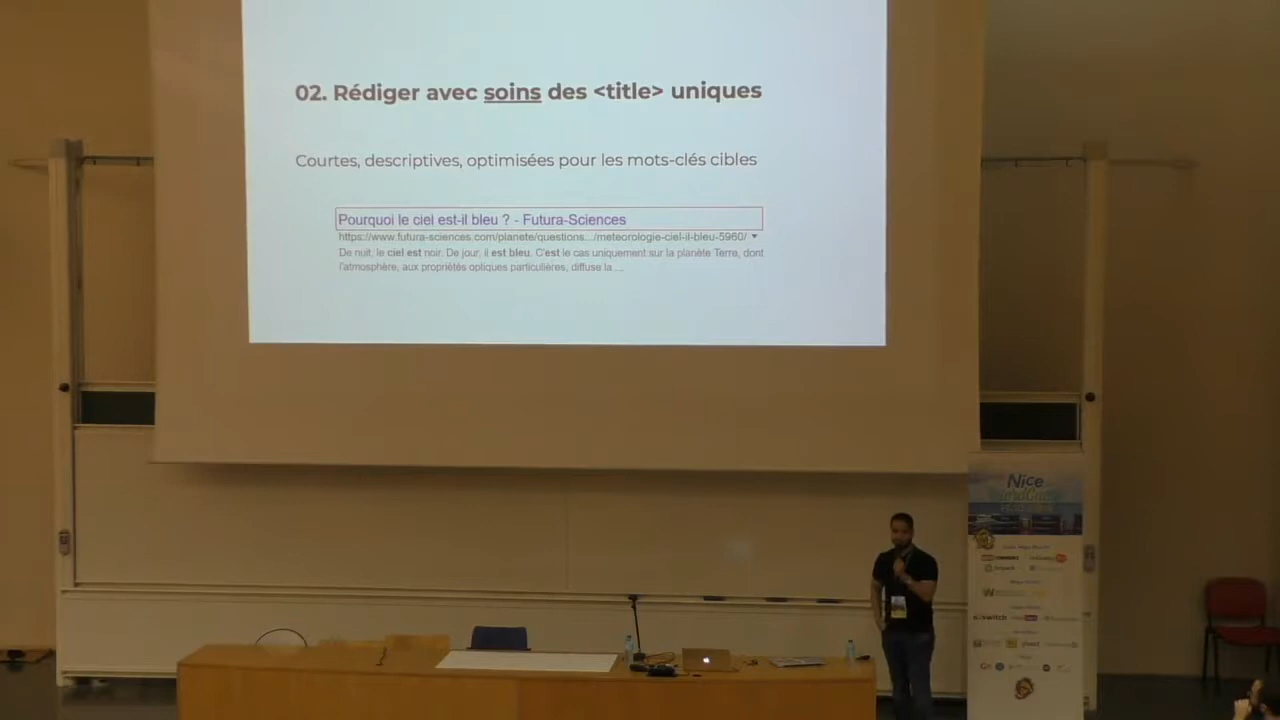 02. Rédiger avec soins des <title> uniques
Courtes, descriptives, optimisées pour les mots-clés cibles
Pourquoi le ciel est-il bleu ? - Futura-Sciences
https://www.futura-sciences.com/planete/questions.../meteorologie-ciel-il-bleu-5960/
De nuit, le ciel est noir. De jour, il est bleu. C'est le cas uniquement sur la planète Terre, dont
l'atmosphère, aux propriétés optiques particulières, diffuse la ...
Nice